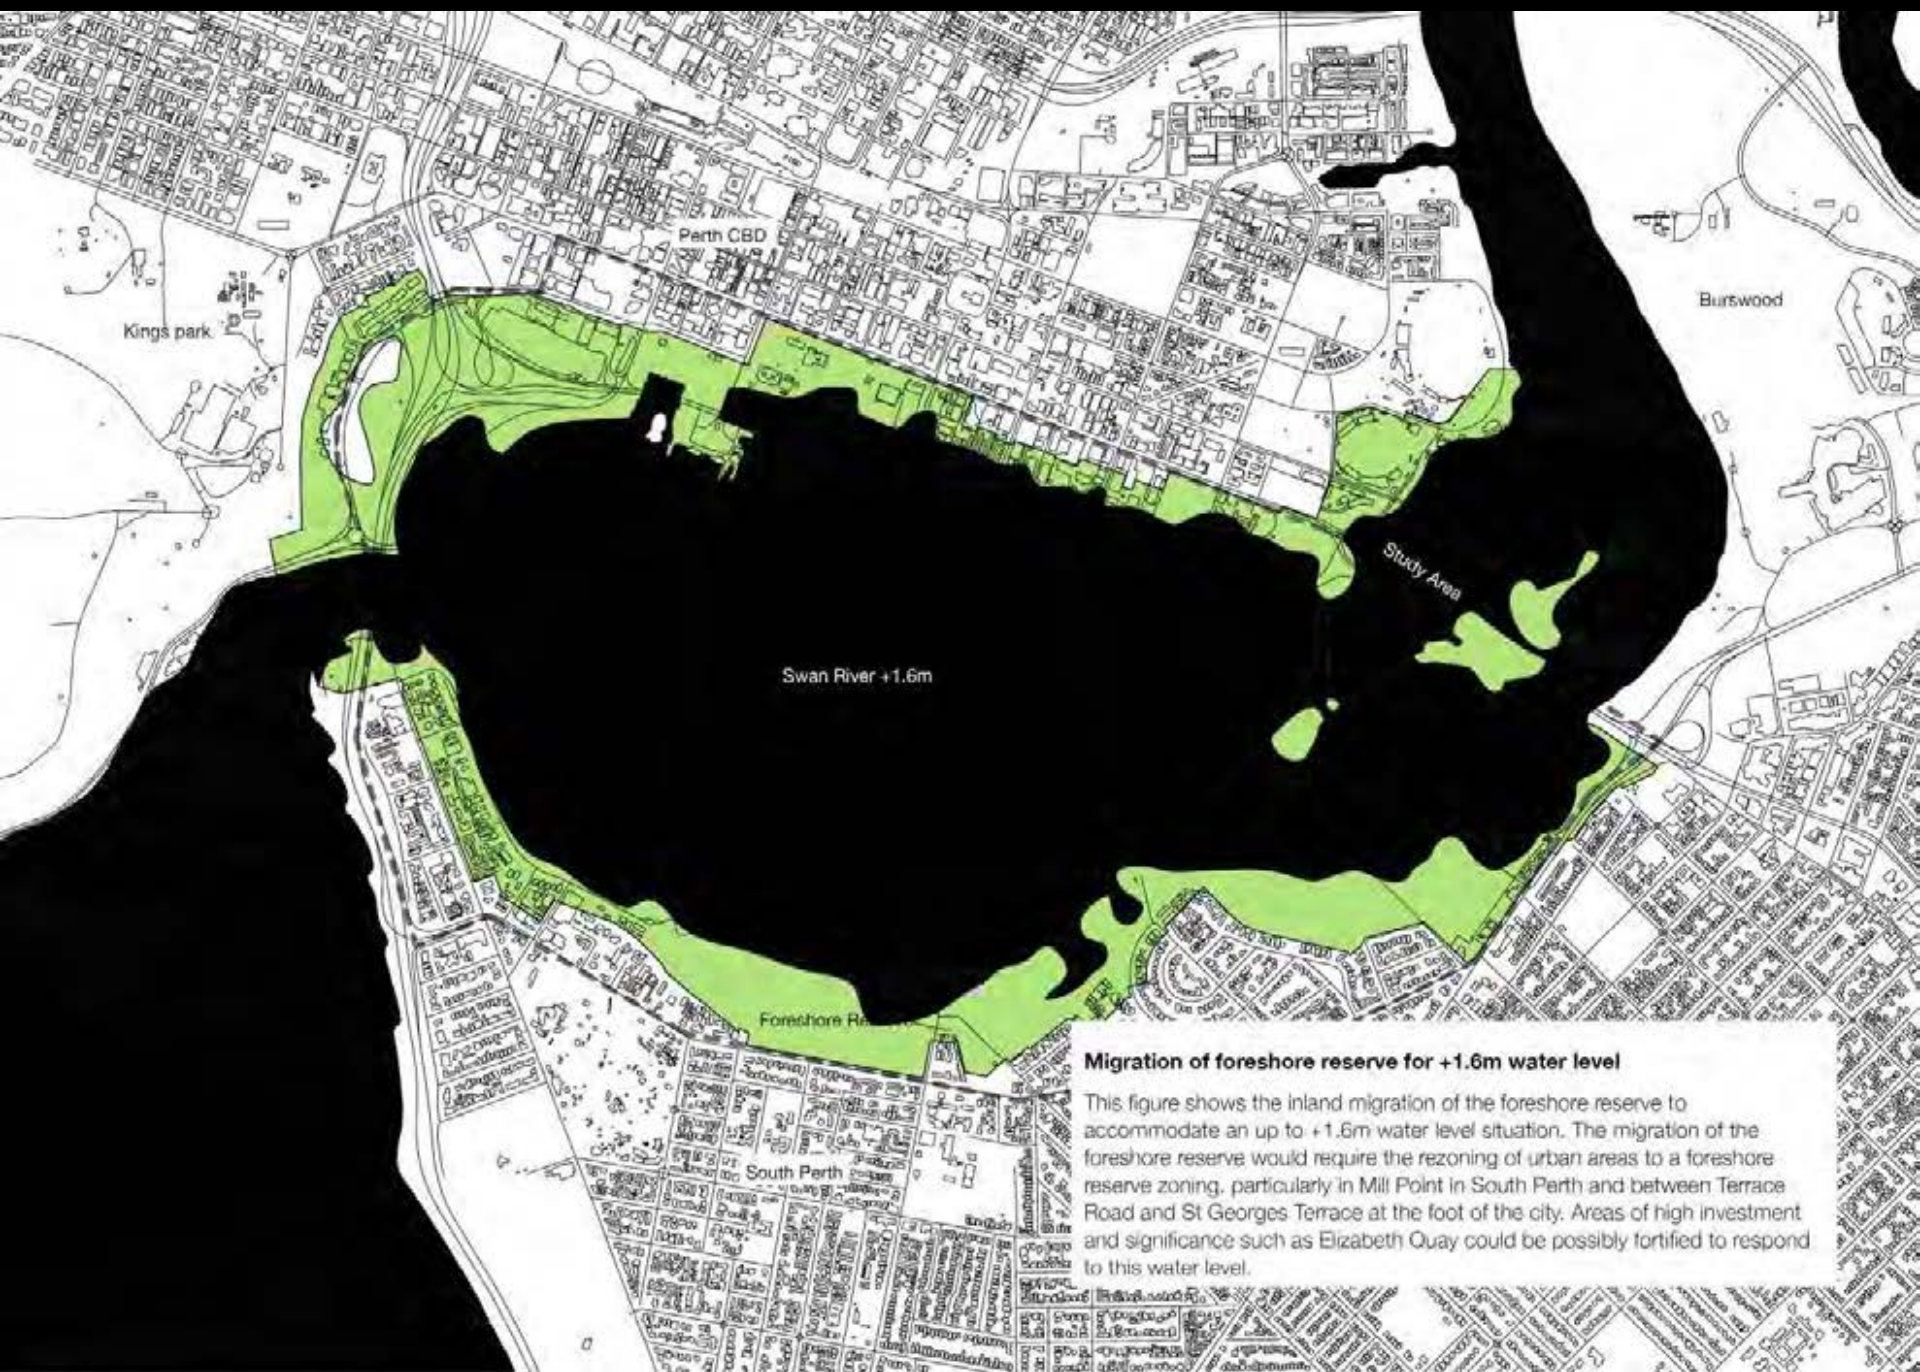 Perth CBD
Kings park
Burswood
Study Area
Swan River +1.6m
Foreshore Re
South Perth
Migration of foreshore reserve for +1.6m water level
This figure shows the inland migration of the foreshore reserve to
accommodate an up to +1.6m water level situation. The migration of the
foreshore reserve would require the rezoning of urban areas to a foreshore
reserve zoning, particularly in Mill Point in South Perth and between Terrace
Road and St Georges Terrace at the foot of the city. Areas of high investment
and significance such as Elizabeth Quay could be possibly fortified to respond
to this water level.